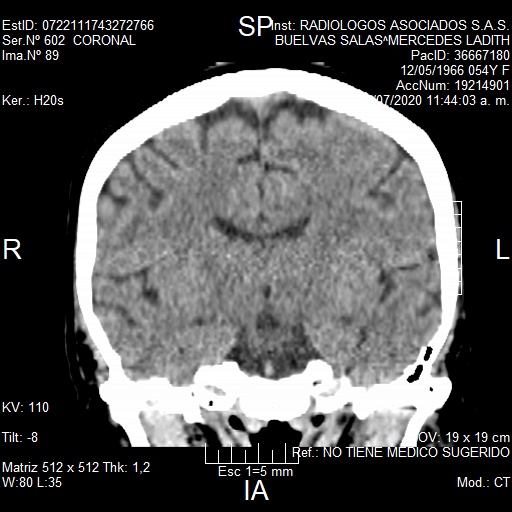 EstID: 0722111743272766
Ser.Nº 602 CORONAL
Ima.Nº 89
Ker.: H20s
SP
Inst: RADIOLOGOS ASOCIADOS S.A.S.
BUELVAS SALAS^MERCEDES LADITH
PacID: 36667180
12/05/1966 054Y F
AccNum: 19214901
/07/2020 11:44:03 a. m.
R
L
KV: 110
Tilt: -8
Matriz 512 x 512 Thk: 1,2
W:80 L:35
Esc 1=5 mm
IA
OV: 19 x 19 cm
Ref.: NO TIENE MEDICO SUGERIDO
Mod.: CT